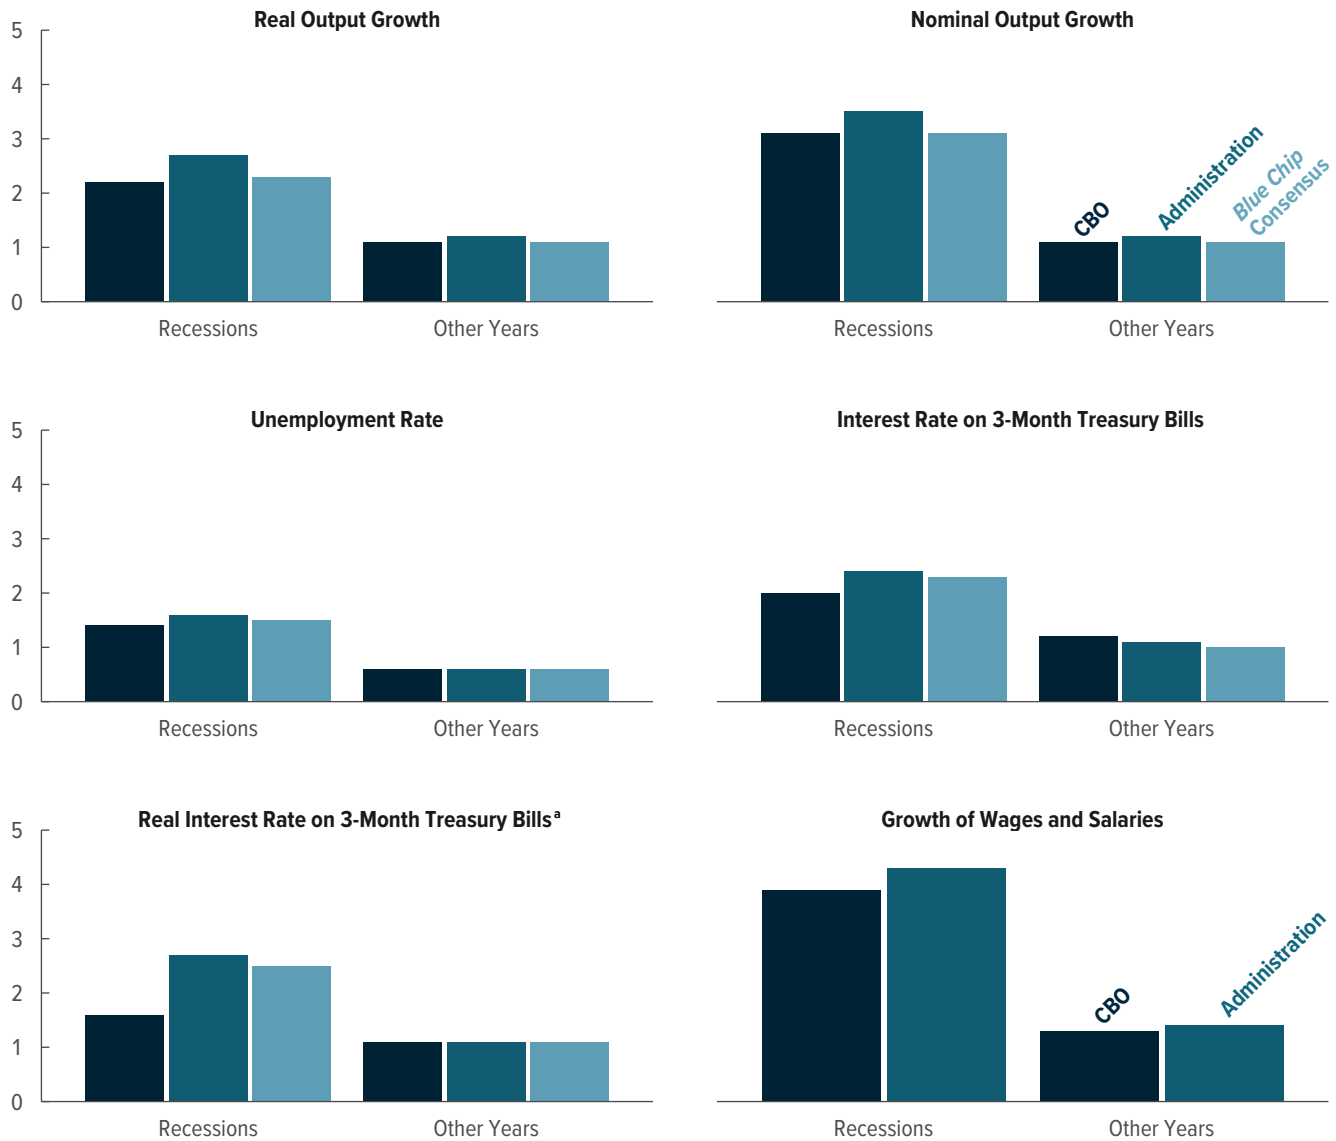 Real Output Growth
5
4
3
2
1
0
Recessions
Other Years
Nominal Output Growth
CBO
Administration
Blue Chip
Consensus
Recessions
Other Years
Unemployment Rate
5
4
3
2
1
0
Recessions
Other Years
Interest Rate on 3-Month Treasury Bills
Recessions
Other Years
Real Interest Rate on 3-Month Treasury Bills a
5
4
3
2
1
0
Recessions
Other Years
Growth of Wages and Salaries
CBO
Administration
Recessions
Other Years